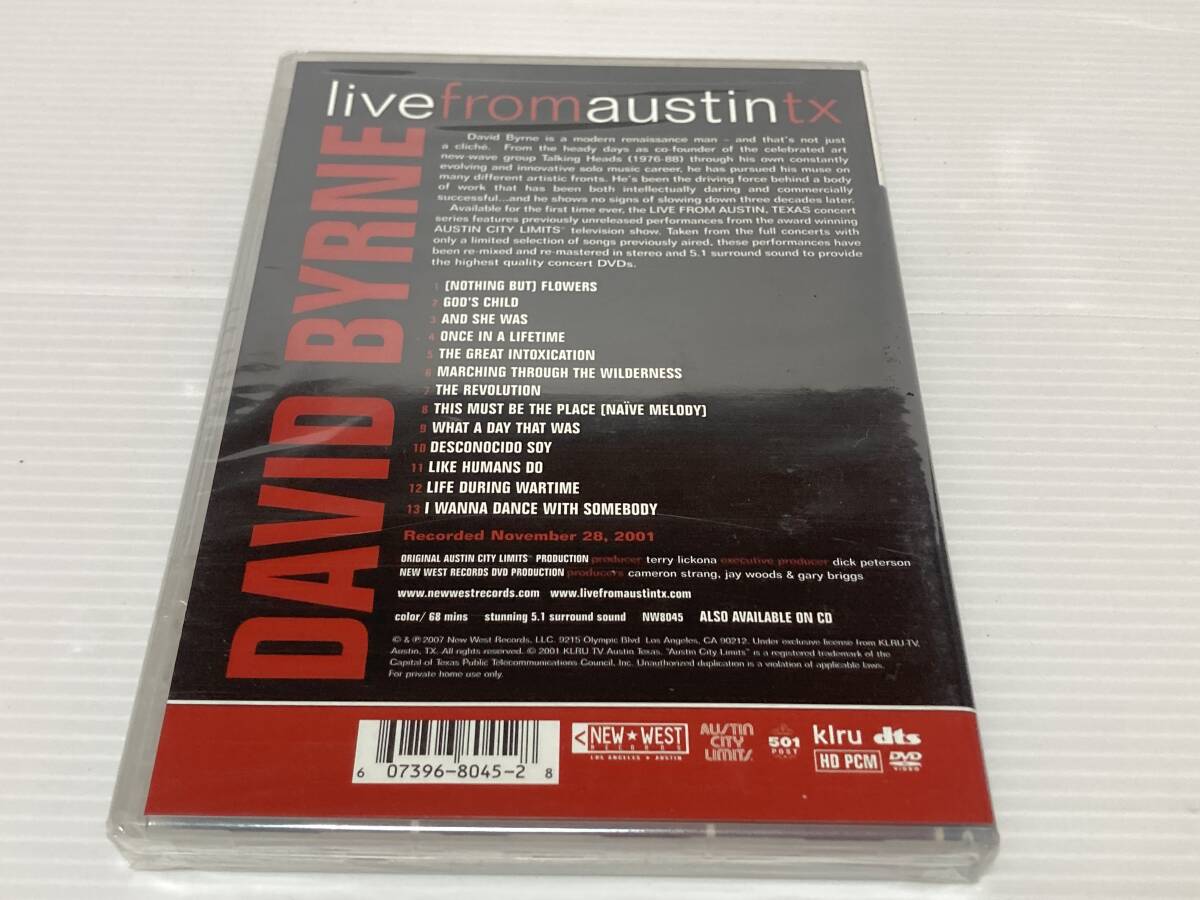 livefromaustintx
DAVID BYRNE
David Byrne is a modern renaissance man – and that's not just
a cliché. From the heady days as co-founder of the celebrated art
new-wave group Talking Heads (1976-88) through his own constantly
evolving and innovative solo music career, he has pursued his muse on
many different artistic fronts. He's been the driving force behind a body
of work that has been both intellectually daring and commercially
successful...and he shows no signs of slowing down three decades later.
Available for the first time ever, the LIVE FROM AUSTIN, TEXAS concert
series features previously unreleased performances from the award winning
AUSTIN CITY LIMITS™ television show. Taken from the full concerts with
only a limited selection of songs previously aired, these performances have
been re-mixed and re-mastered in stereo and 5.1 surround sound to provide
the highest quality concert DVDs.
1 (NOTHING BUT) FLOWERS
2 GOD'S CHILD
3 AND SHE WAS
4 ONCE IN A LIFETIME
5 THE GREAT INTOXICATION
6 MARCHING THROUGH THE WILDERNESS
7 THE REVOLUTION
8 THIS MUST BE THE PLACE (NAÏVE MELODY)
9 WHAT A DAY THAT WAS
10 DESCONOCIDO SOY
11 LIKE HUMANS DO
12 LIFE DURING WARTIME
13 I WANNA DANCE WITH SOMEBODY
Recorded November 28, 2001
ORIGINAL AUSTIN CITY LIMITS™ PRODUCTION producer terry lickona executive producer dick peterson
NEW WEST RECORDS DVD PRODUCTION producers cameron strang, jay woods & gary briggs
www.newwestrecords.com www.livefromaustintx.com
color/ 68 mins stunning 5.1 surround sound NW8045 ALSO AVAILABLE ON CD
© & ℗ 2007 New West Records, LLC. 9215 Olympic Blvd Los Angeles, CA 90212. Under exclusive license from KLRU-TV,
Austin, TX. All rights reserved. © 2001 KLRU TV Austin Texas. "Austin City Limits" is a registered trademark of the
Capital of Texas Public Telecommunications Council, Inc. Unauthorized duplication is a violation of applicable laws.
For private home use only.
6 07396-8045-2 8
NEW★WEST
RECORDS
LOS ANGELES ★ AUSTIN
AUSTIN
CITY
LIMITS
501
POST
klru
dts
HD PCM
DVD
VIDEO